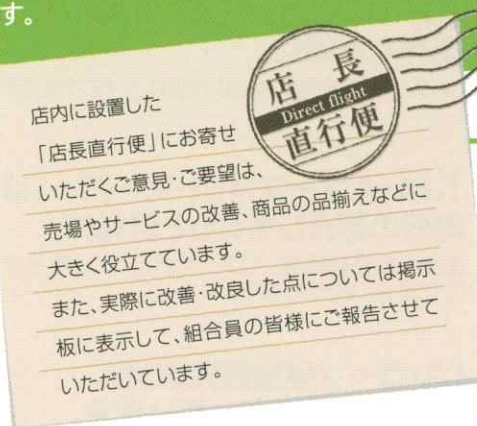 す。
店長
Direct flight
直行便
店内に設置した
「店長直行便」にお寄せ
いただくご意見・ご要望は、
売場やサービスの改善、商品の品揃えなどに
大きく役立てています。
また、実際に改善・改良した点については掲示
板に表示して、組合員の皆様にご報告させて
いただいています。